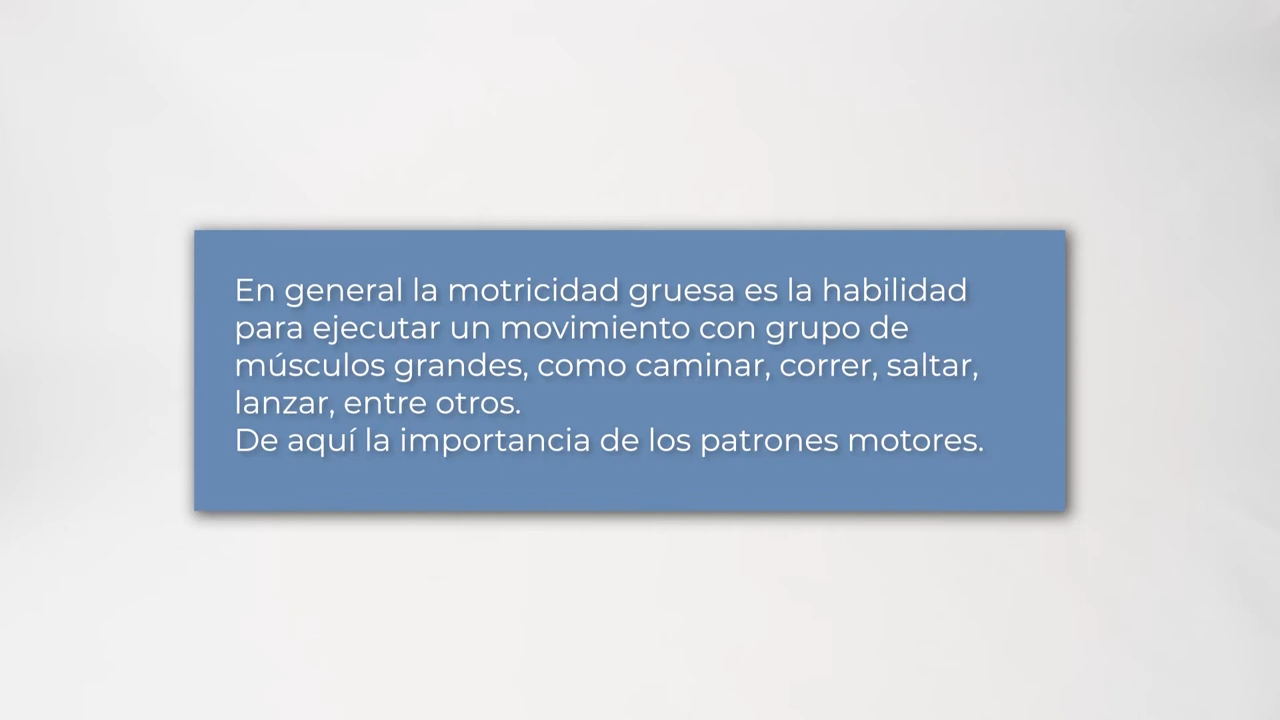 En general la motricidad gruesa es la habilidad
para ejecutar un movimiento con grupo de
músculos grandes, como caminar, correr, saltar,
lanzar, entre otros.
De aquí la importancia de los patrones motores.